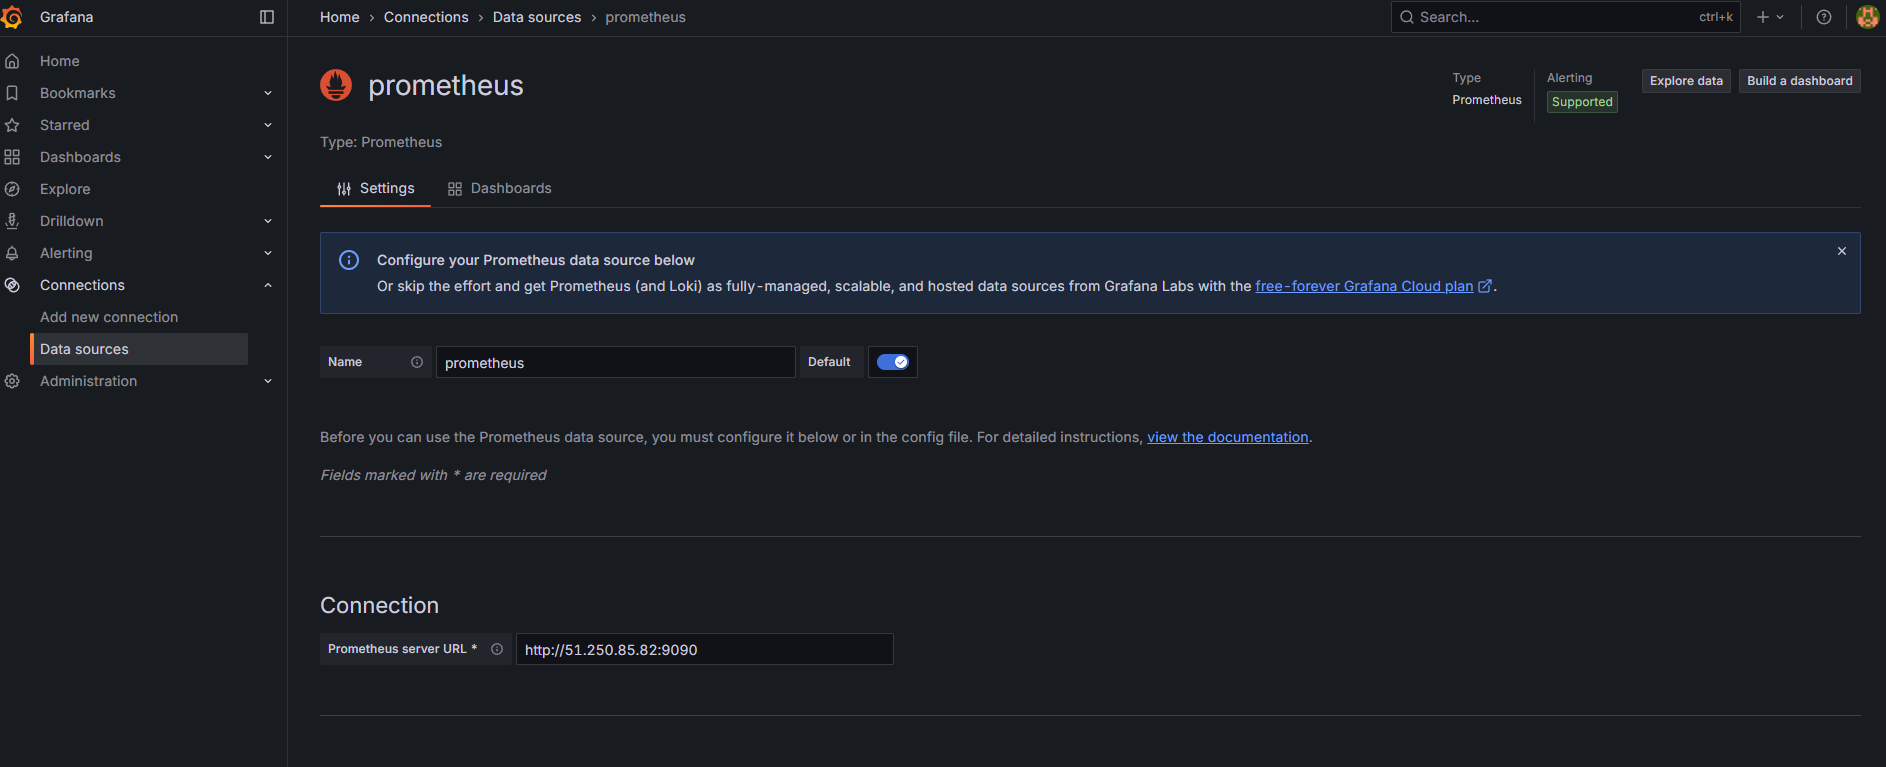 Grafana
Home › Connections › Data sources › prometheus
Search... ctrl+k
Home
Bookmarks
Starred
Dashboards
Explore
Drilldown
Alerting
Connections
Add new connection
Data sources
Administration
prometheus
Type
Prometheus
Alerting
Supported
Explore data
Build a dashboard
Type: Prometheus
Settings
Dashboards
Configure your Prometheus data source below
Or skip the effort and get Prometheus (and Loki) as fully-managed, scalable, and hosted data sources from Grafana Labs with the free-forever Grafana Cloud plan.
Name prometheus Default
Before you can use the Prometheus data source, you must configure it below or in the config file. For detailed instructions, view the documentation.
Fields marked with * are required
Connection
Prometheus server URL * http://51.250.85.82:9090